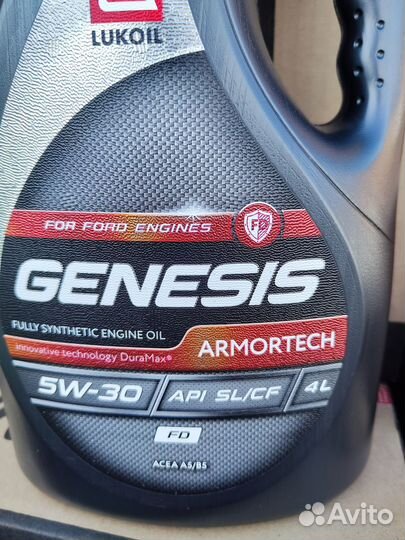 LUKOIL
FOR FORD ENGINES
GENESIS
FULLY SYNTHETIC ENGINE OIL
innovative technology DuraMax®
ARMORTECH
5W-30 API SL/CF 4L
FD
ACEA A5/B5
Avito